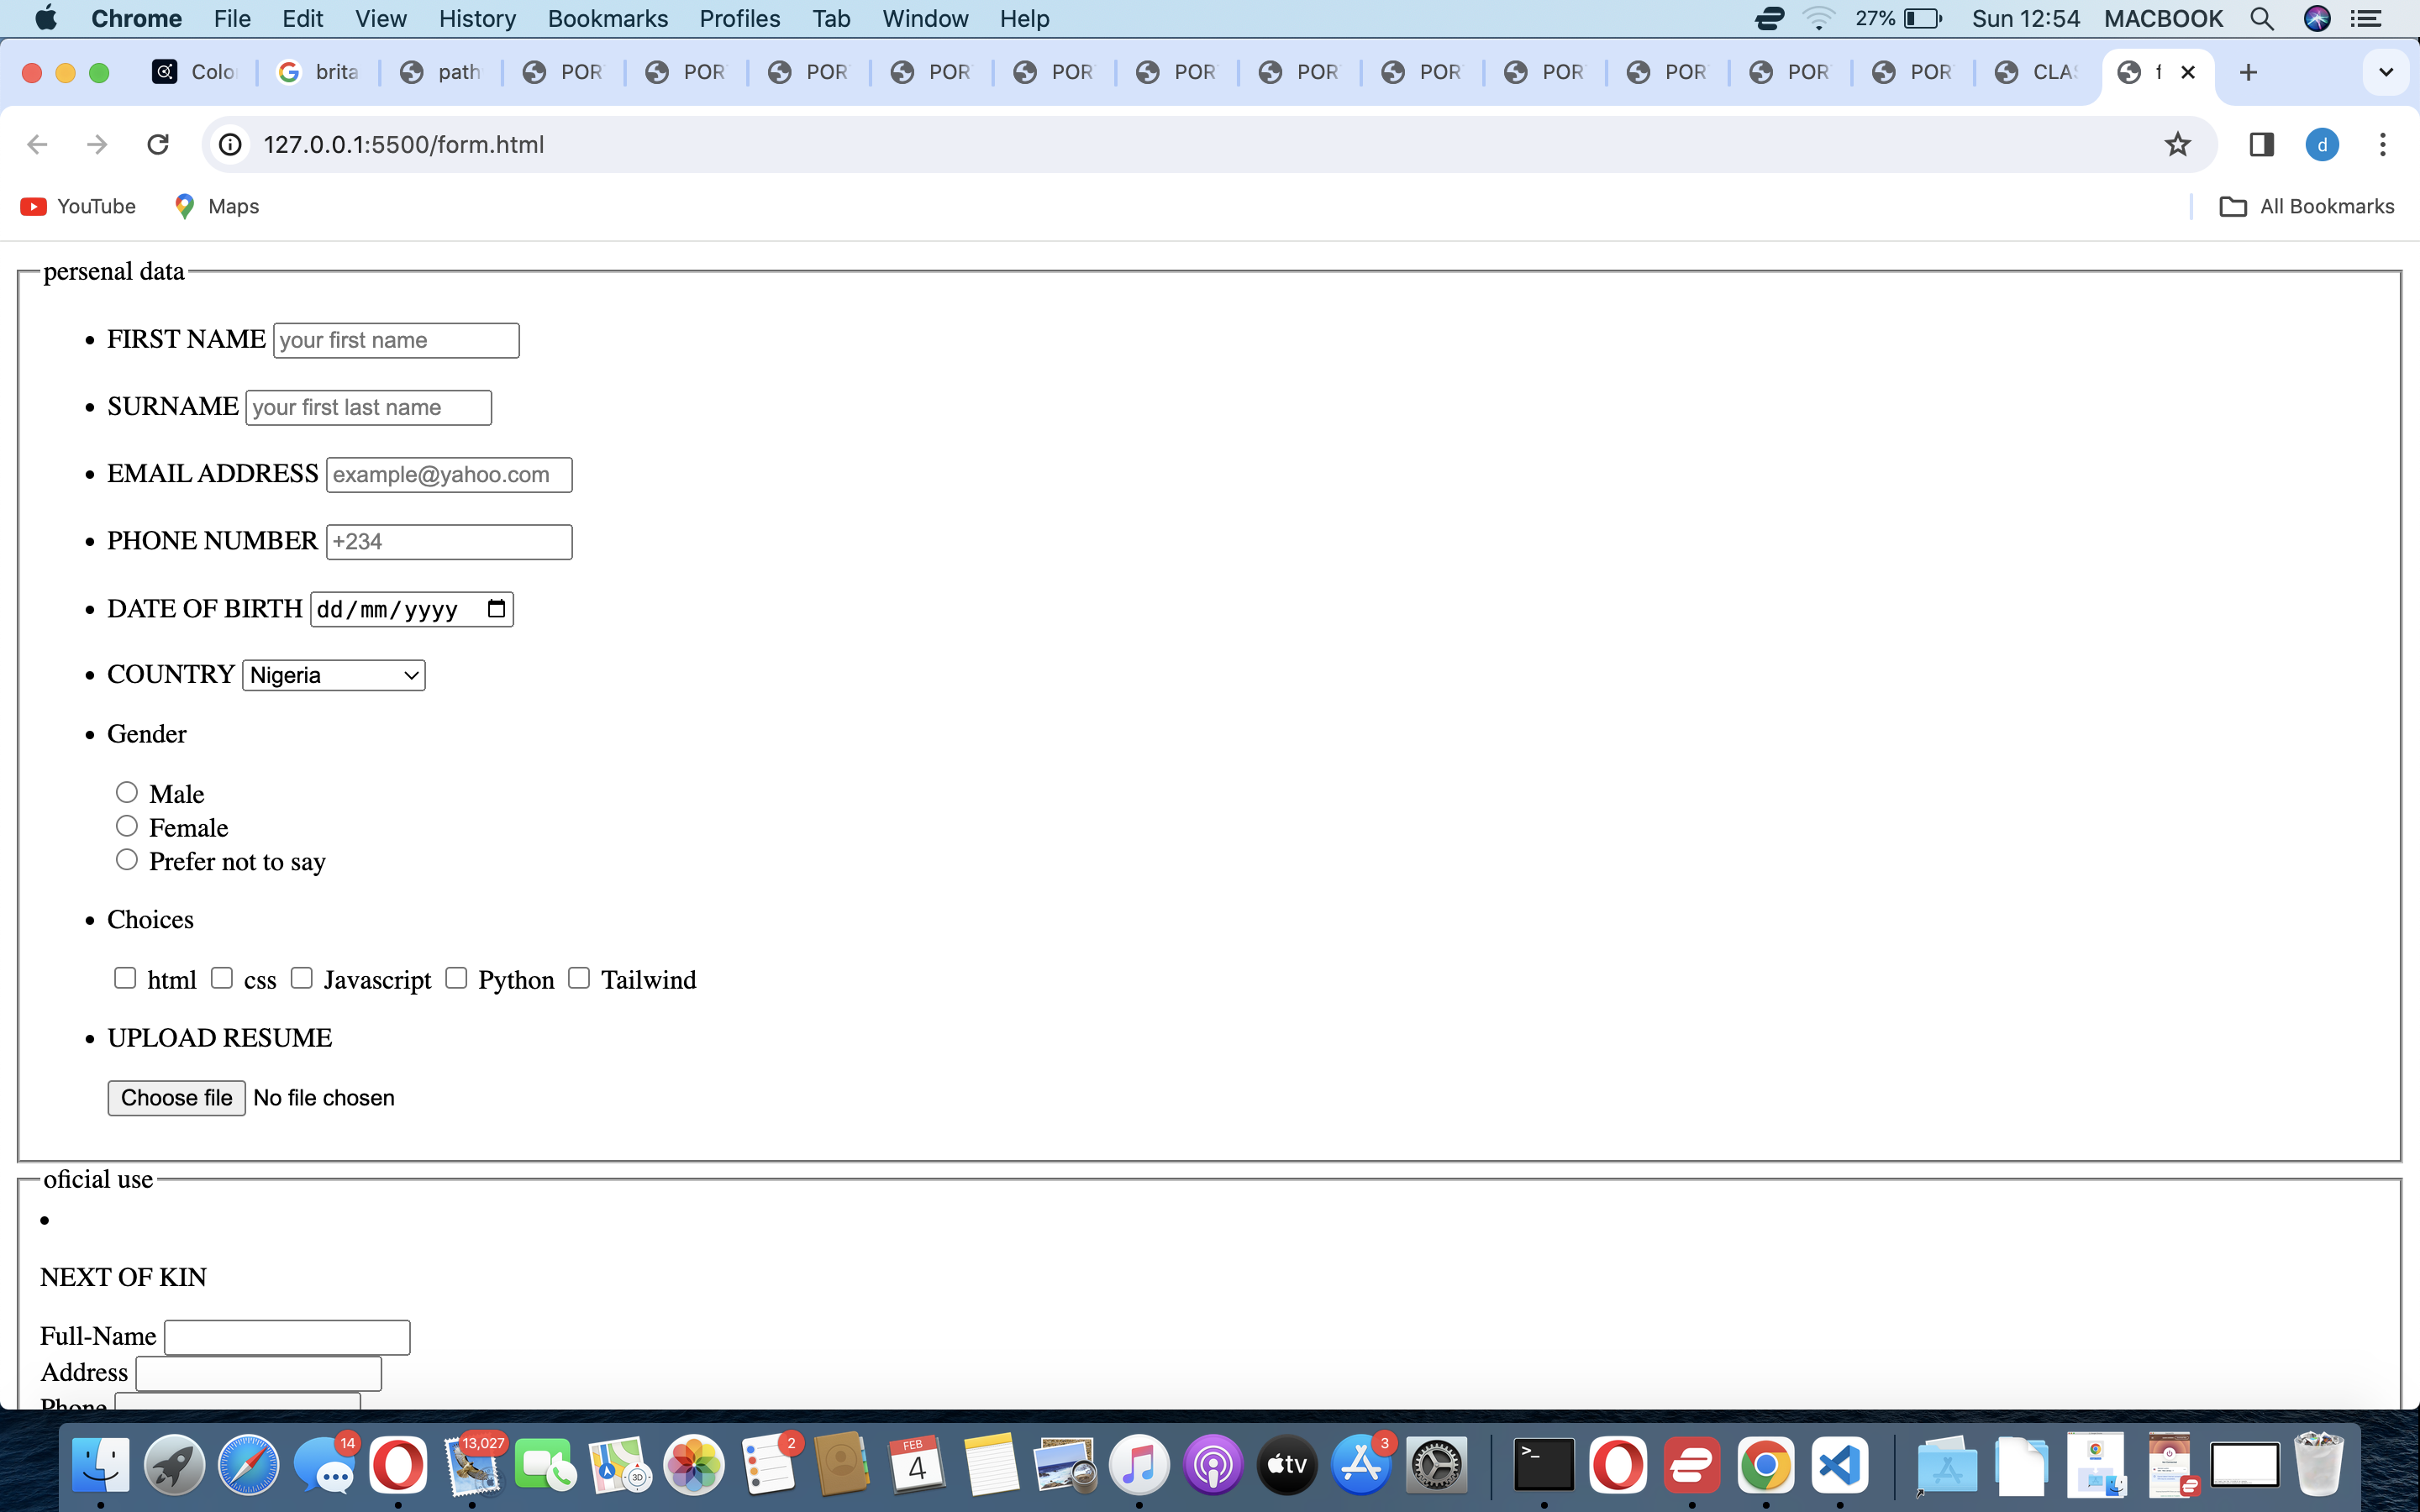 Chrome File Edit View History Bookmarks Profiles Tab Window Help 27% Sun 12:54 MACBOOK
Colo brita path POR POR POR POR POR POR POR POR POR POR POR POR CLA f
127.0.0.1:5500/form.html d
YouTube Maps All Bookmarks
persenal data
FIRST NAME your first name
SURNAME your first last name
EMAIL ADDRESS example@yahoo.com
PHONE NUMBER +234
DATE OF BIRTH dd/mm/yyyy
COUNTRY Nigeria
Gender
Male
Female
Prefer not to say
Choices
html css Javascript Python Tailwind
UPLOAD RESUME
Choose file No file chosen
oficial use
NEXT OF KIN
Full-Name
Address
Phone
14 13,027 3D 2 FEB 4 tv 3 >_